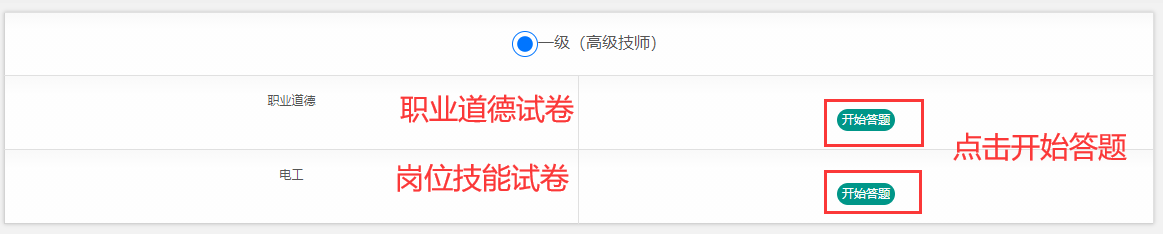 一级（高级技师）
职业道德
职业道德试卷
开始答题
点击开始答题
电工
岗位技能试卷
开始答题